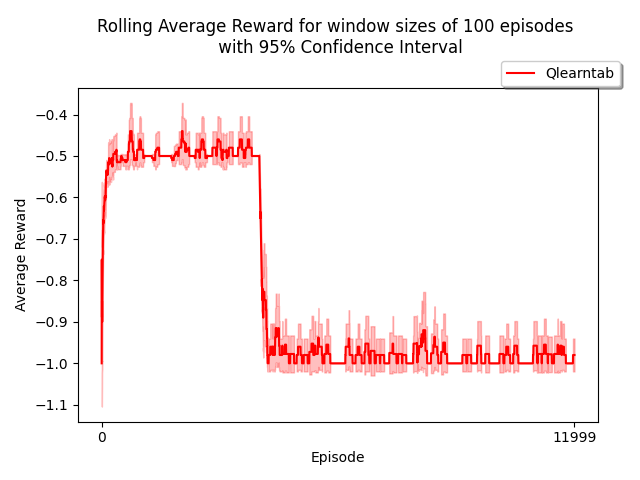 Rolling Average Reward for window sizes of 100 episodes
with 95% Confidence Interval
Qlearntab
−0.4
−0.5
−0.6
−0.7
−0.8
−0.9
−1.0
−1.1
Average Reward
0
11999
Episode